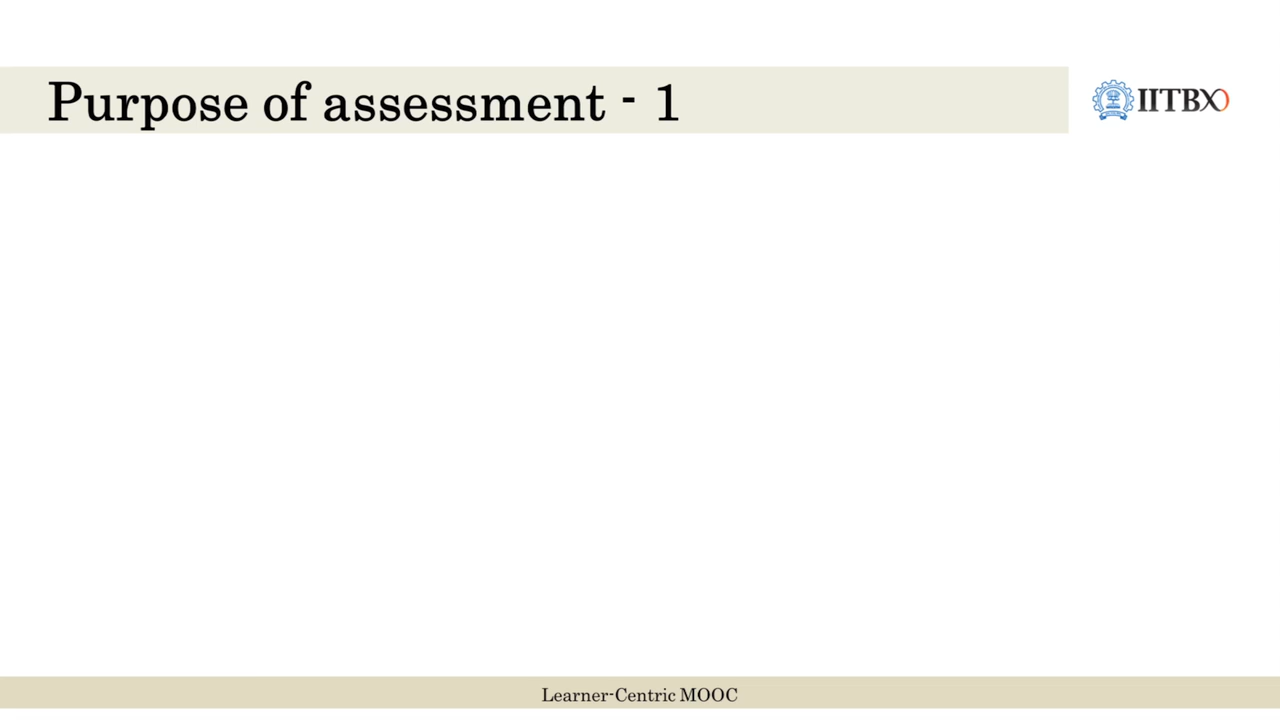 Purpose of assessment - 1
IITBX
Learner-Centric MOOC